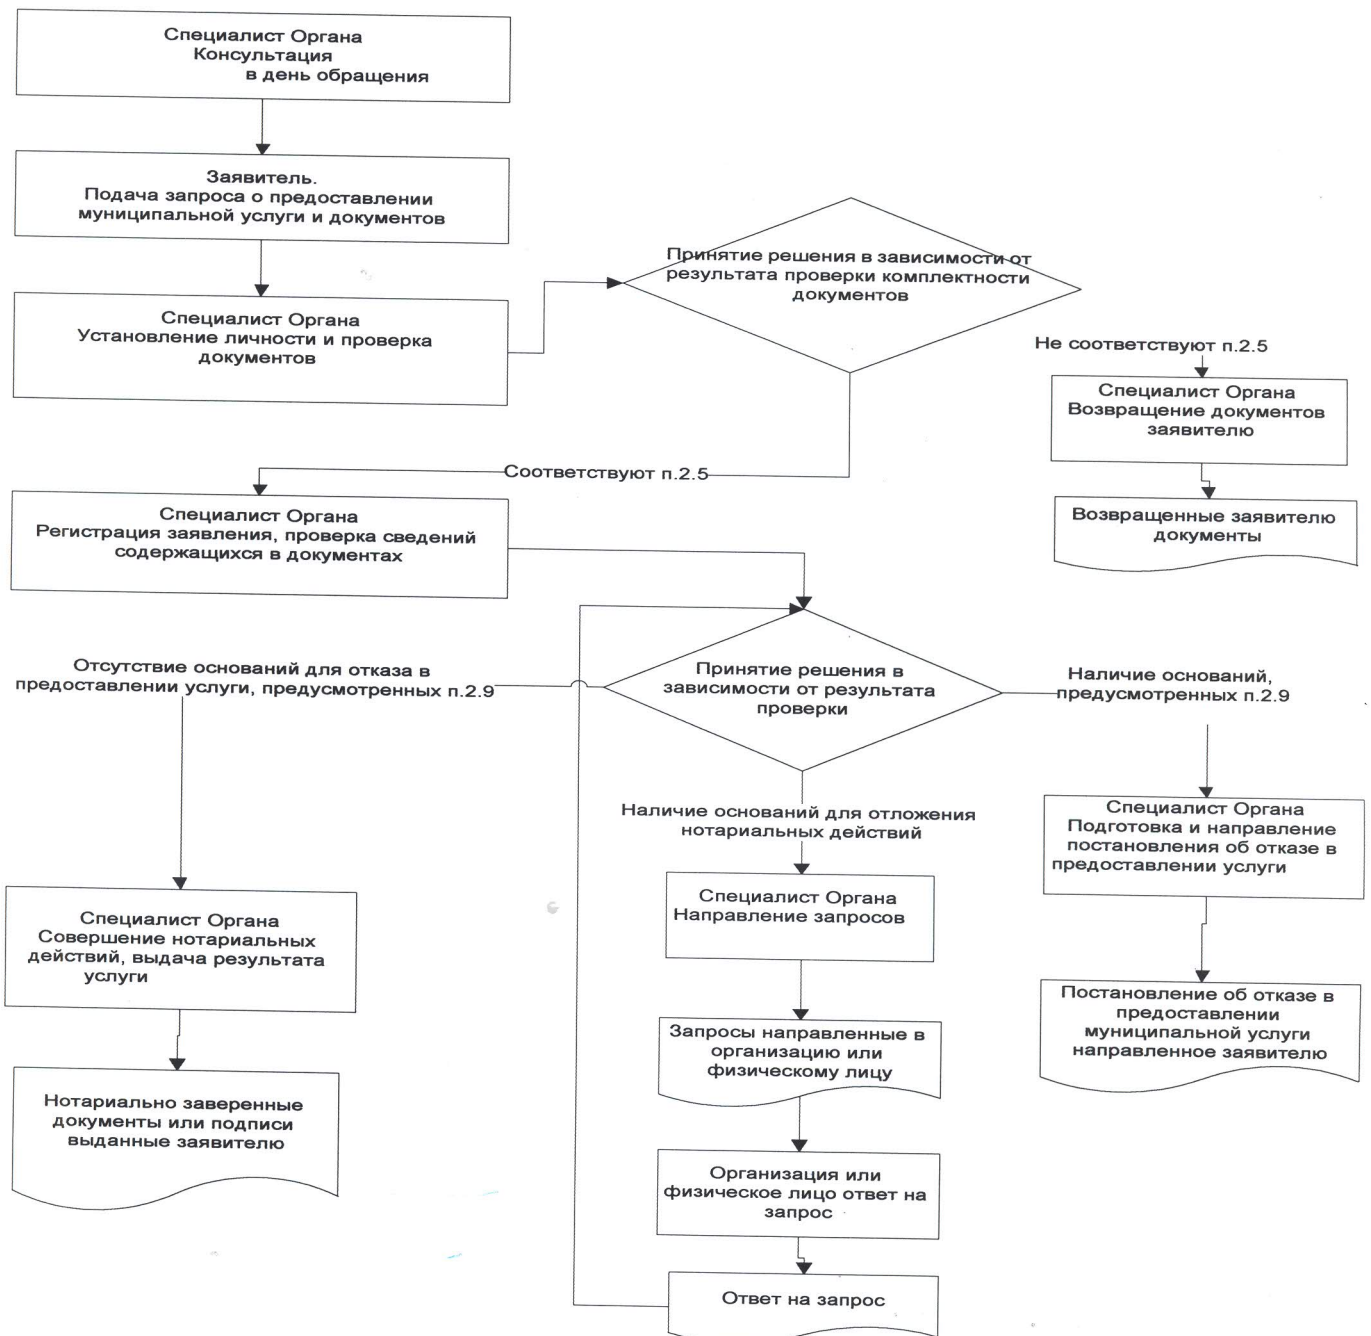 Специалист Органа
Консультация
в день обращения
Заявитель.
Подача запроса о предоставлении
муниципальной услуги и документов
Специалист Органа
Установление личности и проверка
документов
Принятие решения в зависимости от
результата проверки комплектности
документов
Не соответствуют п.2.5
Специалист Органа
Возвращение документов
заявителю
Возвращенные заявителю
документы
Соответствуют п.2.5
Специалист Органа
Регистрация заявления, проверка сведений
содержащихся в документах
Принятие решения в
зависимости от результата
проверки
Отсутствие оснований для отказа в
предоставлении услуги, предусмотренных п.2.9
Наличие оснований,
предусмотренных п.2.9
Наличие оснований для отложения
нотариальных действий
Специалист Органа
Совершение нотариальных
действий, выдача результата
услуги
Нотариально заверенные
документы или подписи
выданные заявителю
Специалист Органа
Направление запросов
Запросы направленные в
организацию или
физическому лицу
Организация или
физическое лицо ответ на
запрос
Ответ на запрос
Специалист Органа
Подготовка и направление
постановления об отказе в
предоставлении услуги
Постановление об отказе в
предоставлении
муниципальной услуги
направленное заявителю